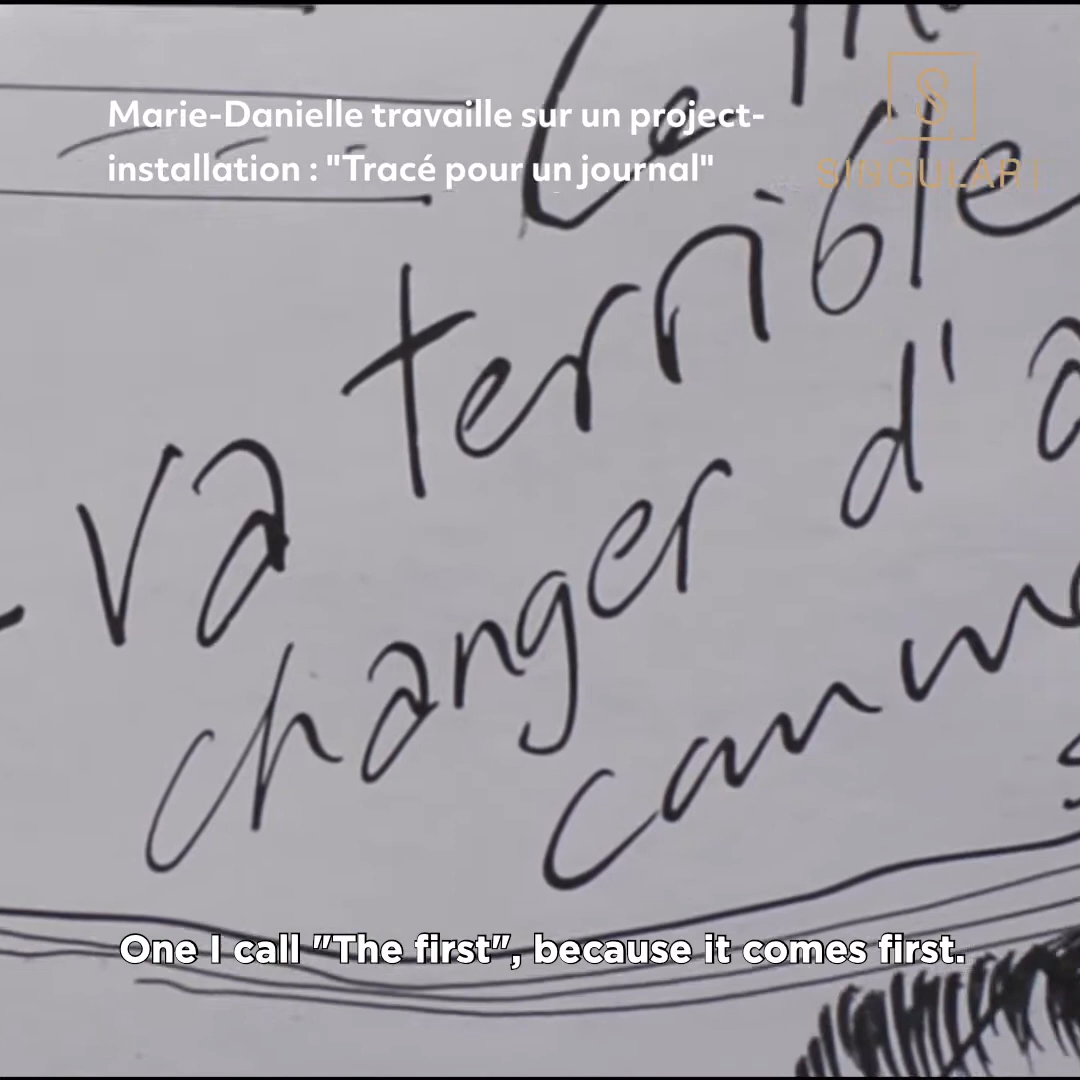 Marie-Danielle travaille sur un project-
installation : "Tracé pour un journal"
SINGULART
va terrible
changer d'a
One I call "The first", because it comes first.